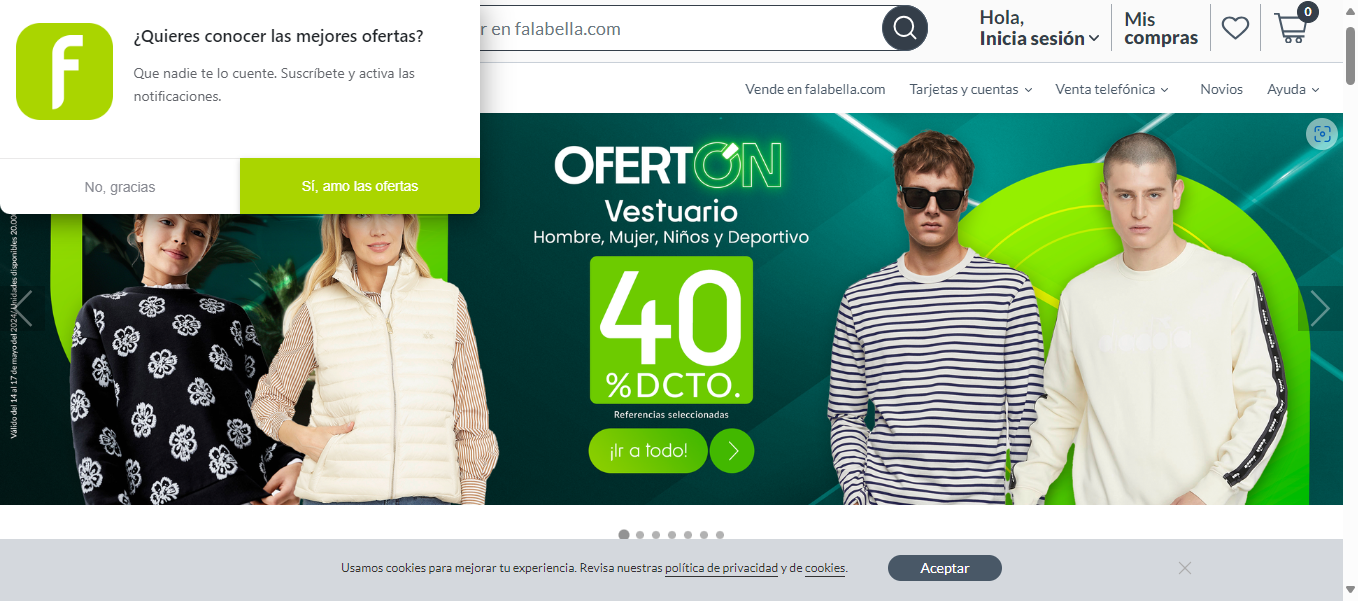 ¿Quieres conocer las mejores ofertas?
Que nadie te lo cuente. Suscríbete y activa las
notificaciones.
No, gracias
Sí, amo las ofertas
r en falabella.com
Hola,
Inicia sesión
Mis
compras
0
Vende en falabella.com
Tarjetas y cuentas
Venta telefónica
Novios
Ayuda
OFERTÓN
Vestuario
Hombre, Mujer, Niños y Deportivo
40
%DCTO.
Referencias seleccionadas
¡Ir a todo!
Válido del 14 al 17 de mayo del 2024/ Unidades disponibles 20.00
Usamos cookies para mejorar tu experiencia. Revisa nuestras política de privacidad y de cookies.
Aceptar